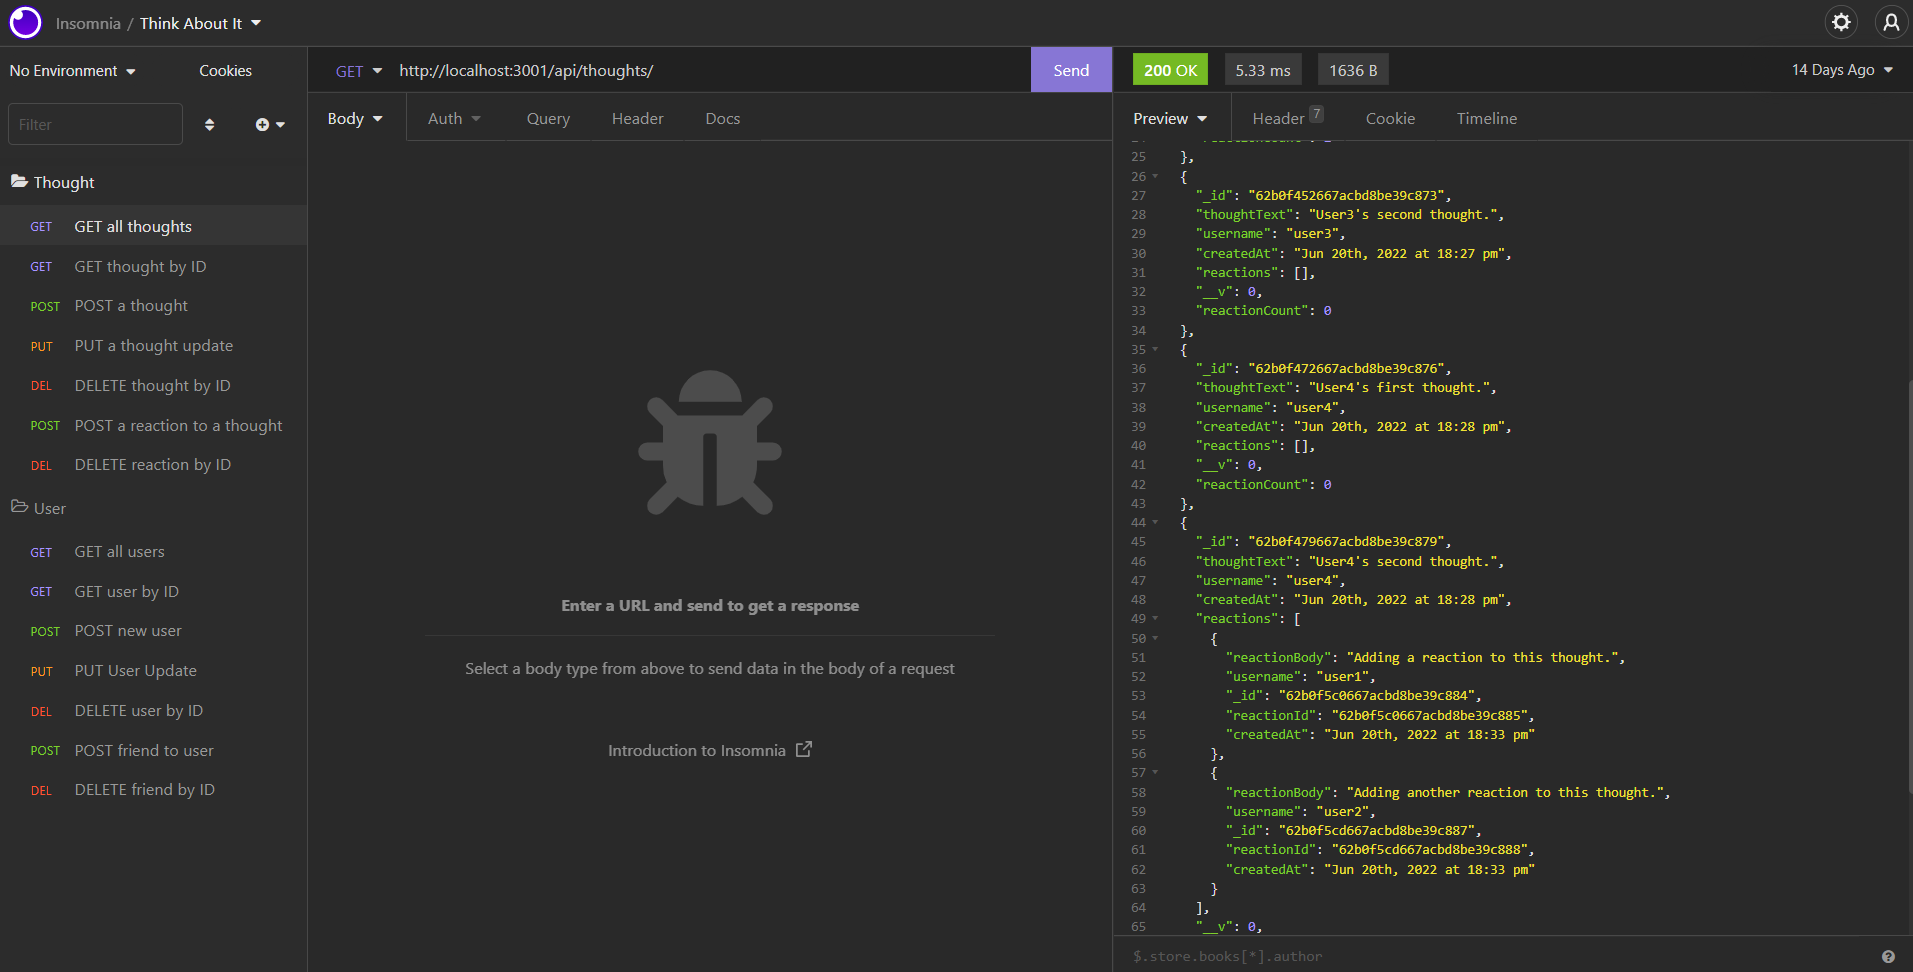 Insomnia / Think About It
No Environment
Cookies
Filter
Thought
GET GET all thoughts
GET GET thought by ID
POST POST a thought
PUT PUT a thought update
DEL DELETE thought by ID
POST POST a reaction to a thought
DEL DELETE reaction by ID
User
GET GET all users
GET GET user by ID
POST POST new user
PUT PUT User Update
DEL DELETE user by ID
POST POST friend to user
DEL DELETE friend by ID
GET http://localhost:3001/api/thoughts/ Send
Body Auth Query Header Docs
Enter a URL and send to get a response
Select a body type from above to send data in the body of a request
Introduction to Insomnia
200 OK 5.33 ms 1636 B 14 Days Ago
Preview Header 7 Cookie Timeline
25 },
26 {
27 "_id": "62b0f452667acbd8be39c873",
28 "thoughtText": "User3's second thought.",
29 "username": "user3",
30 "createdAt": "Jun 20th, 2022 at 18:27 pm",
31 "reactions": [],
32 "__v": 0,
33 "reactionCount": 0
34 },
35 {
36 "_id": "62b0f472667acbd8be39c876",
37 "thoughtText": "User4's first thought.",
38 "username": "user4",
39 "createdAt": "Jun 20th, 2022 at 18:28 pm",
40 "reactions": [],
41 "__v": 0,
42 "reactionCount": 0
43 },
44 {
45 "_id": "62b0f479667acbd8be39c879",
46 "thoughtText": "User4's second thought.",
47 "username": "user4",
48 "createdAt": "Jun 20th, 2022 at 18:28 pm",
49 "reactions": [
50 {
51 "reactionBody": "Adding a reaction to this thought.",
52 "username": "user1",
53 "_id": "62b0f5c0667acbd8be39c884",
54 "reactionId": "62b0f5c0667acbd8be39c885",
55 "createdAt": "Jun 20th, 2022 at 18:33 pm"
56 },
57 {
58 "reactionBody": "Adding another reaction to this thought.",
59 "username": "user2",
60 "_id": "62b0f5cd667acbd8be39c887",
61 "reactionId": "62b0f5cd667acbd8be39c888",
62 "createdAt": "Jun 20th, 2022 at 18:33 pm"
63 }
64 ],
65 "__v": 0,
$.store.books[*].author